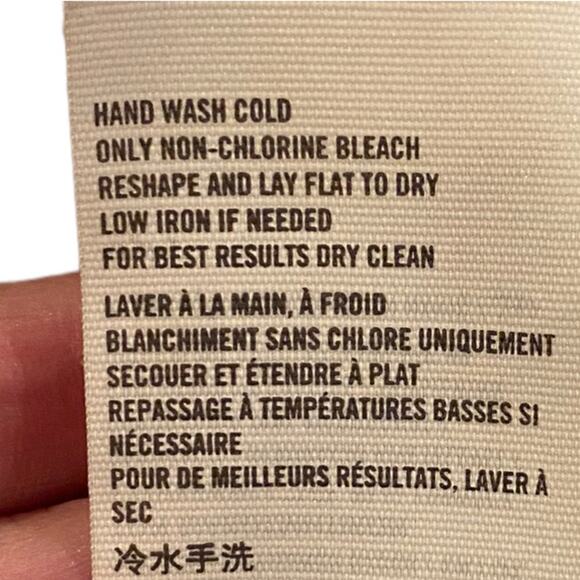 HAND WASH COLD
ONLY NON-CHLORINE BLEACH
RESHAPE AND LAY FLAT TO DRY
LOW IRON IF NEEDED
FOR BEST RESULTS DRY CLEAN
LAVER À LA MAIN, À FROID
BLANCHIMENT SANS CHLORE UNIQUEMENT
SECOUER ET ÉTENDRE À PLAT
REPASSAGE À TEMPÉRATURES BASSES SI
NÉCESSAIRE
POUR DE MEILLEURS RÉSULTATS, LAVER À
SEC
冷水手洗